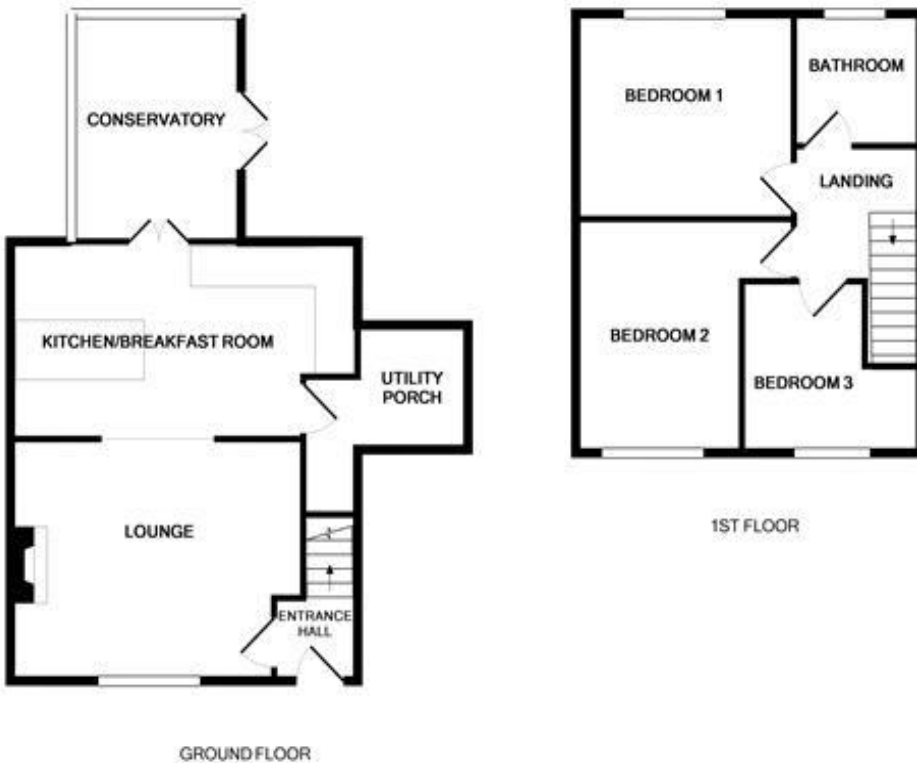 CONSERVATORY
KITCHEN/BREAKFAST ROOM
UTILITY
PORCH
LOUNGE
ENTRANCE
HALL
GROUND FLOOR
BEDROOM 1
BATHROOM
LANDING
BEDROOM 2
BEDROOM 3
1ST FLOOR